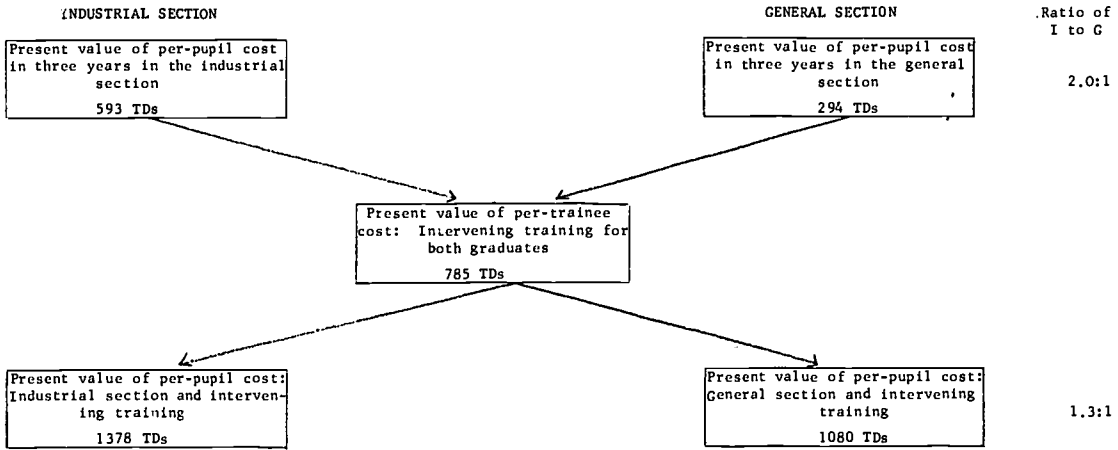 INDUSTRIAL SECTION
GENERAL SECTION
.Ratio of
I to G
Present value of per-pupil cost
in three years in the industrial
section
593 TDs
Present value of per-pupil cost
in three years in the general
section
294 TDs
2.0:1
Present value of per-trainee
cost: Intervening training for
both graduates
785 TDs
Present value of per-pupil cost:
Industrial section and interven-
ing training
1378 TDs
Present value of per-pupil cost:
General section and intervening
training
1080 TDs
1.3:1